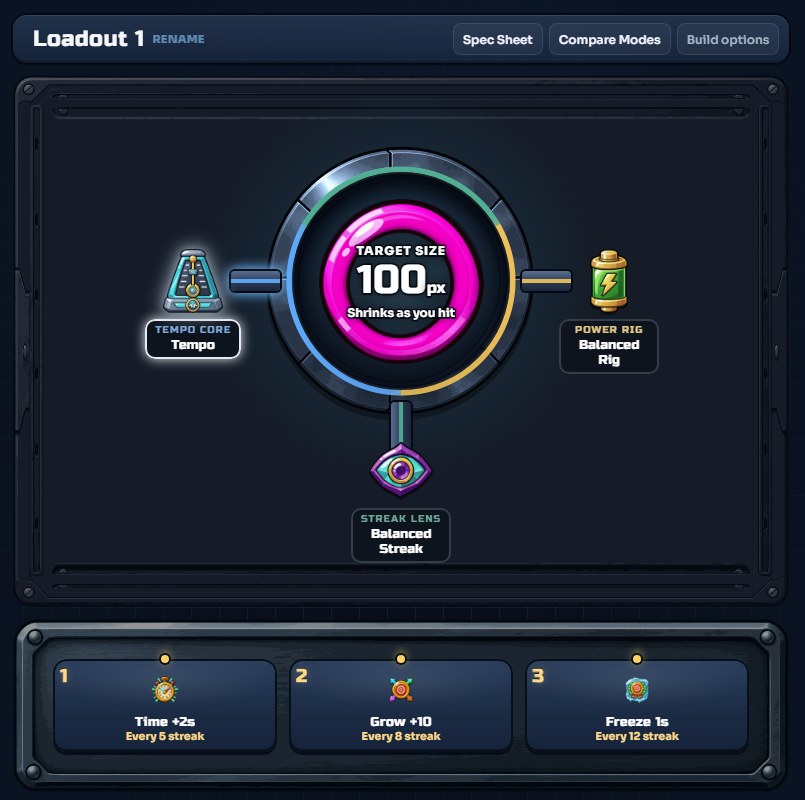 Loadout 1 RENAME
Spec Sheet
Compare Modes
Build options
TARGET SIZE
100px
Shrinks as you hit
TEMPO CORE
Tempo
POWER RIG
Balanced
Rig
STREAK LENS
Balanced
Streak
1
Time +2s
Every 5 streak
2
Grow +10
Every 8 streak
3
Freeze 1s
Every 12 streak